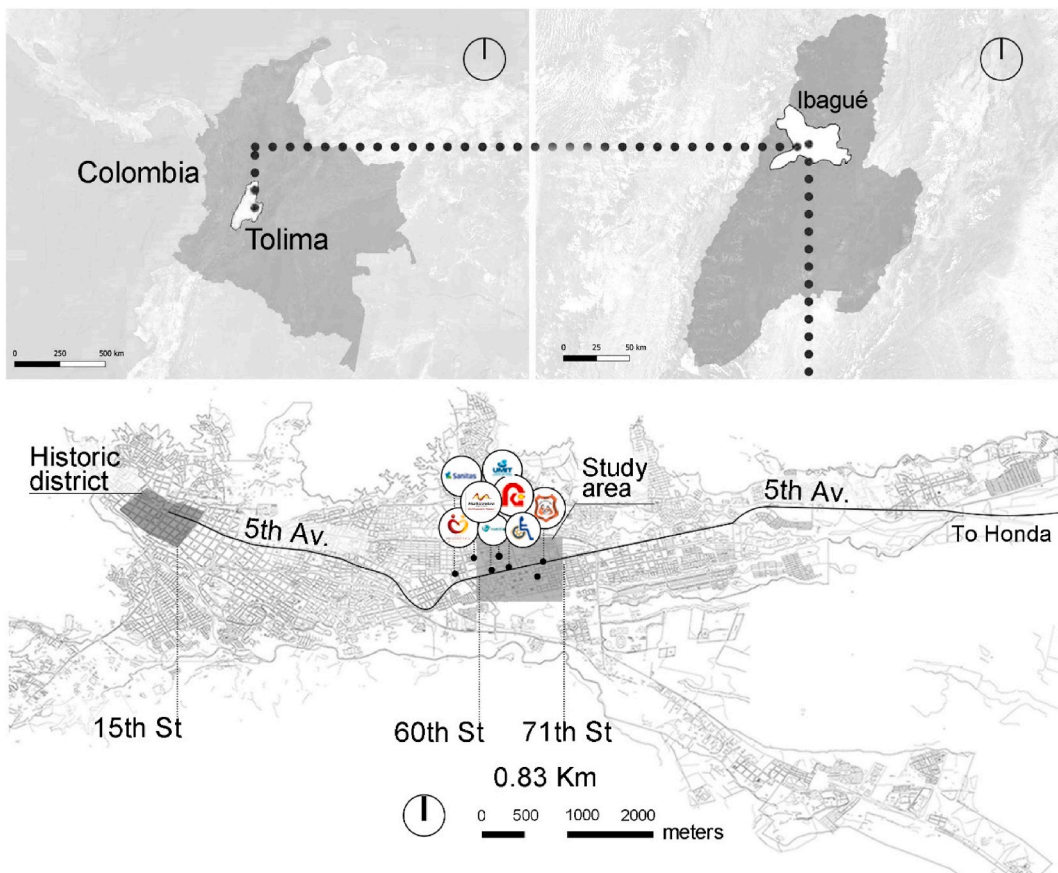 Colombia
Tolima
0 250 500 km
Ibagué
0 25 50 km
Historic
district
5th Av.
Sanitas
UMIT
Study
area
5th Av.
To Honda
15th St
60th St
71th St
0.83 Km
0 500 1000 2000
meters